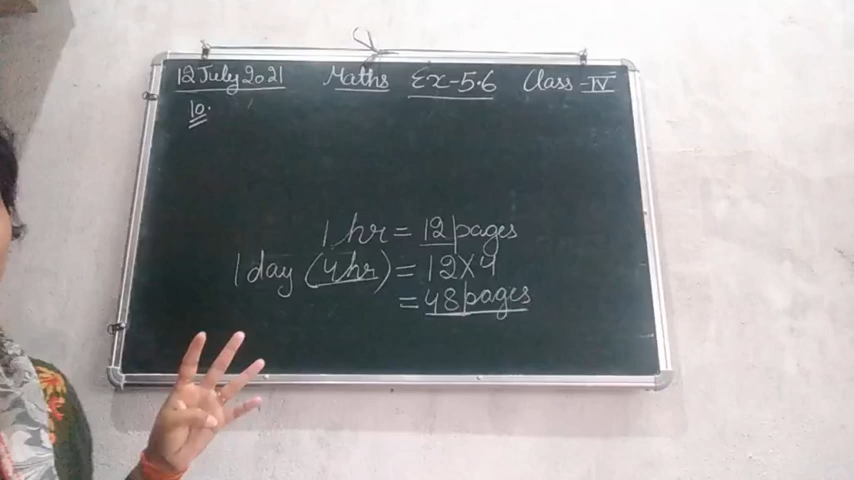 12 July 2021 Maths Ex-5.6 Class-IV
10.
1 hr = 12 pages
1 day (4 hr) = 12 X 4
= 48 pages